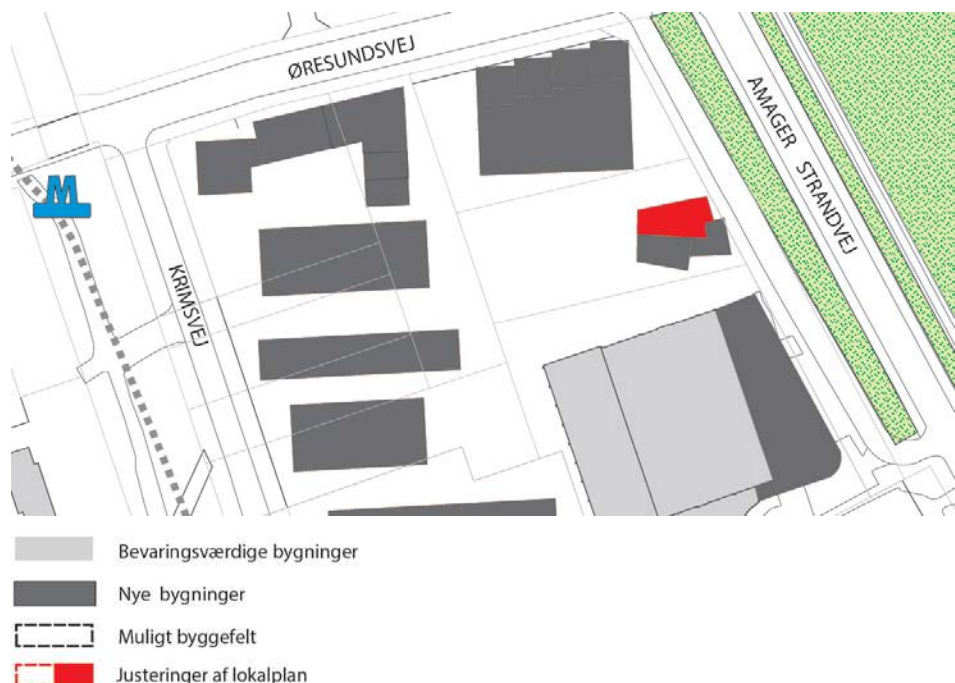 ØRESUNDSVEJ
AMAGER STRANDVEJ
M
KRIMSVEJ
Bevaringsværdige bygninger
Nye bygninger
Muligt byggefelt
Justeringer af lokalplan